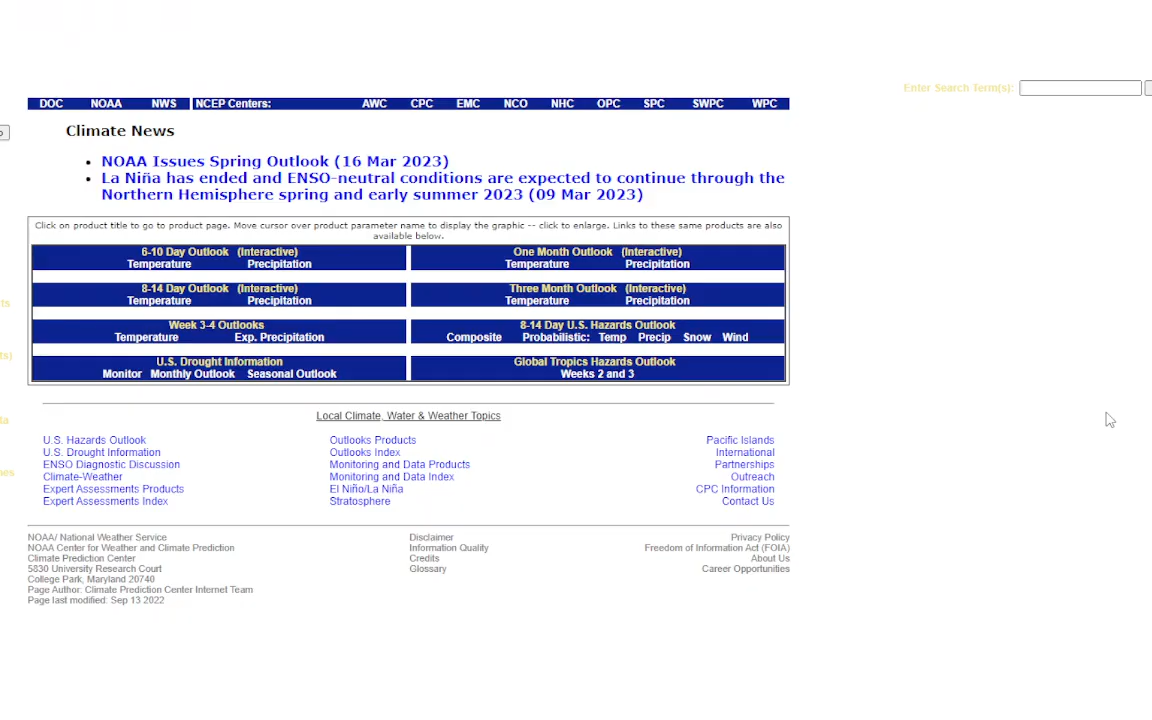 Enter Search Term(s):
DOC NOAA NWS NCEP Centers: AWC CPC EMC NCO NHC OPC SPC SWPC WPC
Climate News
NOAA Issues Spring Outlook (16 Mar 2023)
La Niña has ended and ENSO-neutral conditions are expected to continue through the
Northern Hemisphere spring and early summer 2023 (09 Mar 2023)
Click on product title to go to product page. Move cursor over product parameter name to display the graphic -- click to enlarge. Links to these same products are also
available below.
6-10 Day Outlook (Interactive) One Month Outlook (Interactive)
Temperature Precipitation Temperature Precipitation
8-14 Day Outlook (Interactive) Three Month Outlook (Interactive)
Temperature Precipitation Temperature Precipitation
Week 3-4 Outlooks 8-14 Day U.S. Hazards Outlook
Temperature Exp. Precipitation Composite Probabilistic: Temp Precip Snow Wind
U.S. Drought Information Global Tropics Hazards Outlook
Monitor Monthly Outlook Seasonal Outlook Weeks 2 and 3
Local Climate, Water & Weather Topics
U.S. Hazards Outlook Outlooks Products Pacific Islands
U.S. Drought Information Outlooks Index International
ENSO Diagnostic Discussion Monitoring and Data Products Partnerships
Climate-Weather Monitoring and Data Index Outreach
Expert Assessments Products El Niño/La Niña CPC Information
Expert Assessments Index Stratosphere Contact Us
NOAA/ National Weather Service Disclaimer Privacy Policy
NOAA Center for Weather and Climate Prediction Information Quality Freedom of Information Act (FOIA)
Climate Prediction Center Credits About Us
5830 University Research Court Glossary Career Opportunities
College Park, Maryland 20740
Page Author: Climate Prediction Center Internet Team
Page last modified: Sep 13 2022